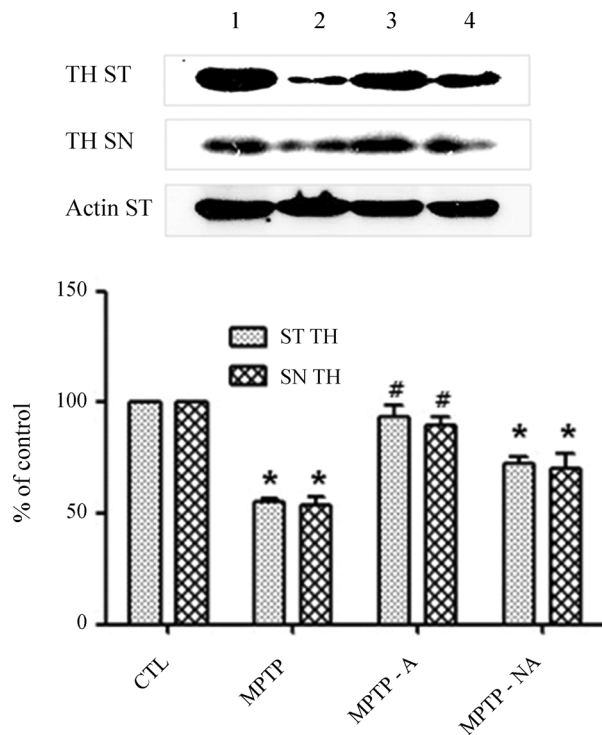 1 2 3 4
TH ST
TH SN
Actin ST
150
ST TH
SN TH
100
# #
* *
* *
% of control
50
0
CTL MPTP MPTP - A MPTP - NA